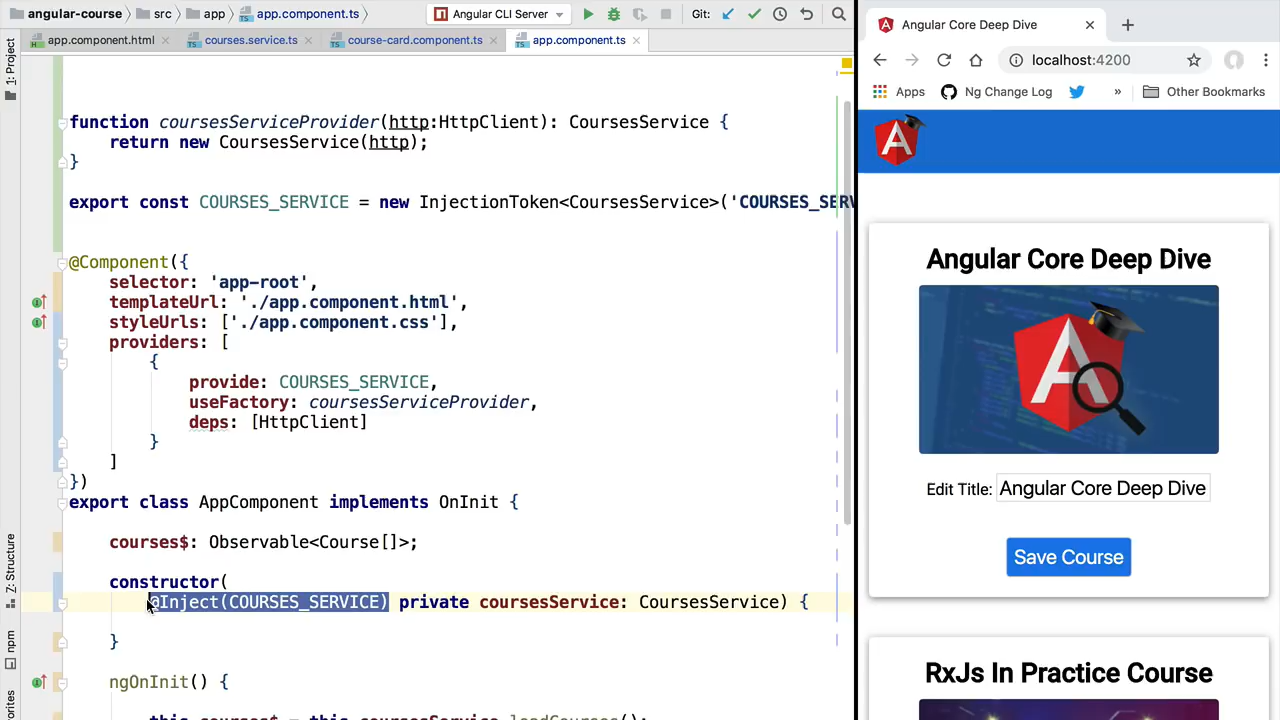 angular-course
src
app
app.component.ts
Angular CLI Server
Git:
app.component.html
courses.service.ts
course-card.component.ts
app.component.ts
1: Project
Z: Structure
npm
function coursesServiceProvider(http:HttpClient): CoursesService {
return new CoursesService(http);
}
export const COURSES_SERVICE = new InjectionToken<CoursesService>('COURSES_SERV
@Component({
selector: 'app-root',
templateUrl: './app.component.html',
styleUrls: ['./app.component.css'],
providers: [
{
provide: COURSES_SERVICE,
useFactory: coursesServiceProvider,
deps: [HttpClient]
}
]
})
export class AppComponent implements OnInit {
courses$: Observable<Course[]>;
constructor(
@Inject(COURSES_SERVICE) private coursesService: CoursesService) {
}
ngOnInit() {
this.courses$ = this.coursesService.loadCourses();
Angular Core Deep Dive
localhost:4200
Apps
Ng Change Log
»
Other Bookmarks
Angular Core Deep Dive
Edit Title: Angular Core Deep Dive
Save Course
RxJs In Practice Course